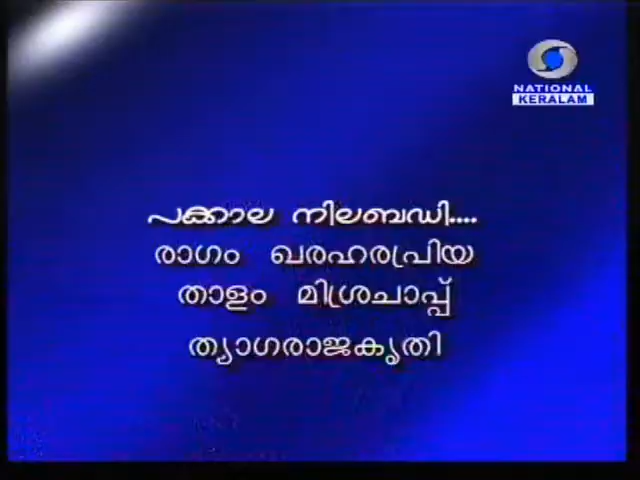 NATIONAL
KERALAM
പക്കാല നിലബഡി....
രാഗം ഖരഹരപ്രിയ
താളം മിശ്രചാപ്പ്
ത്യാഗരാജകൃതി